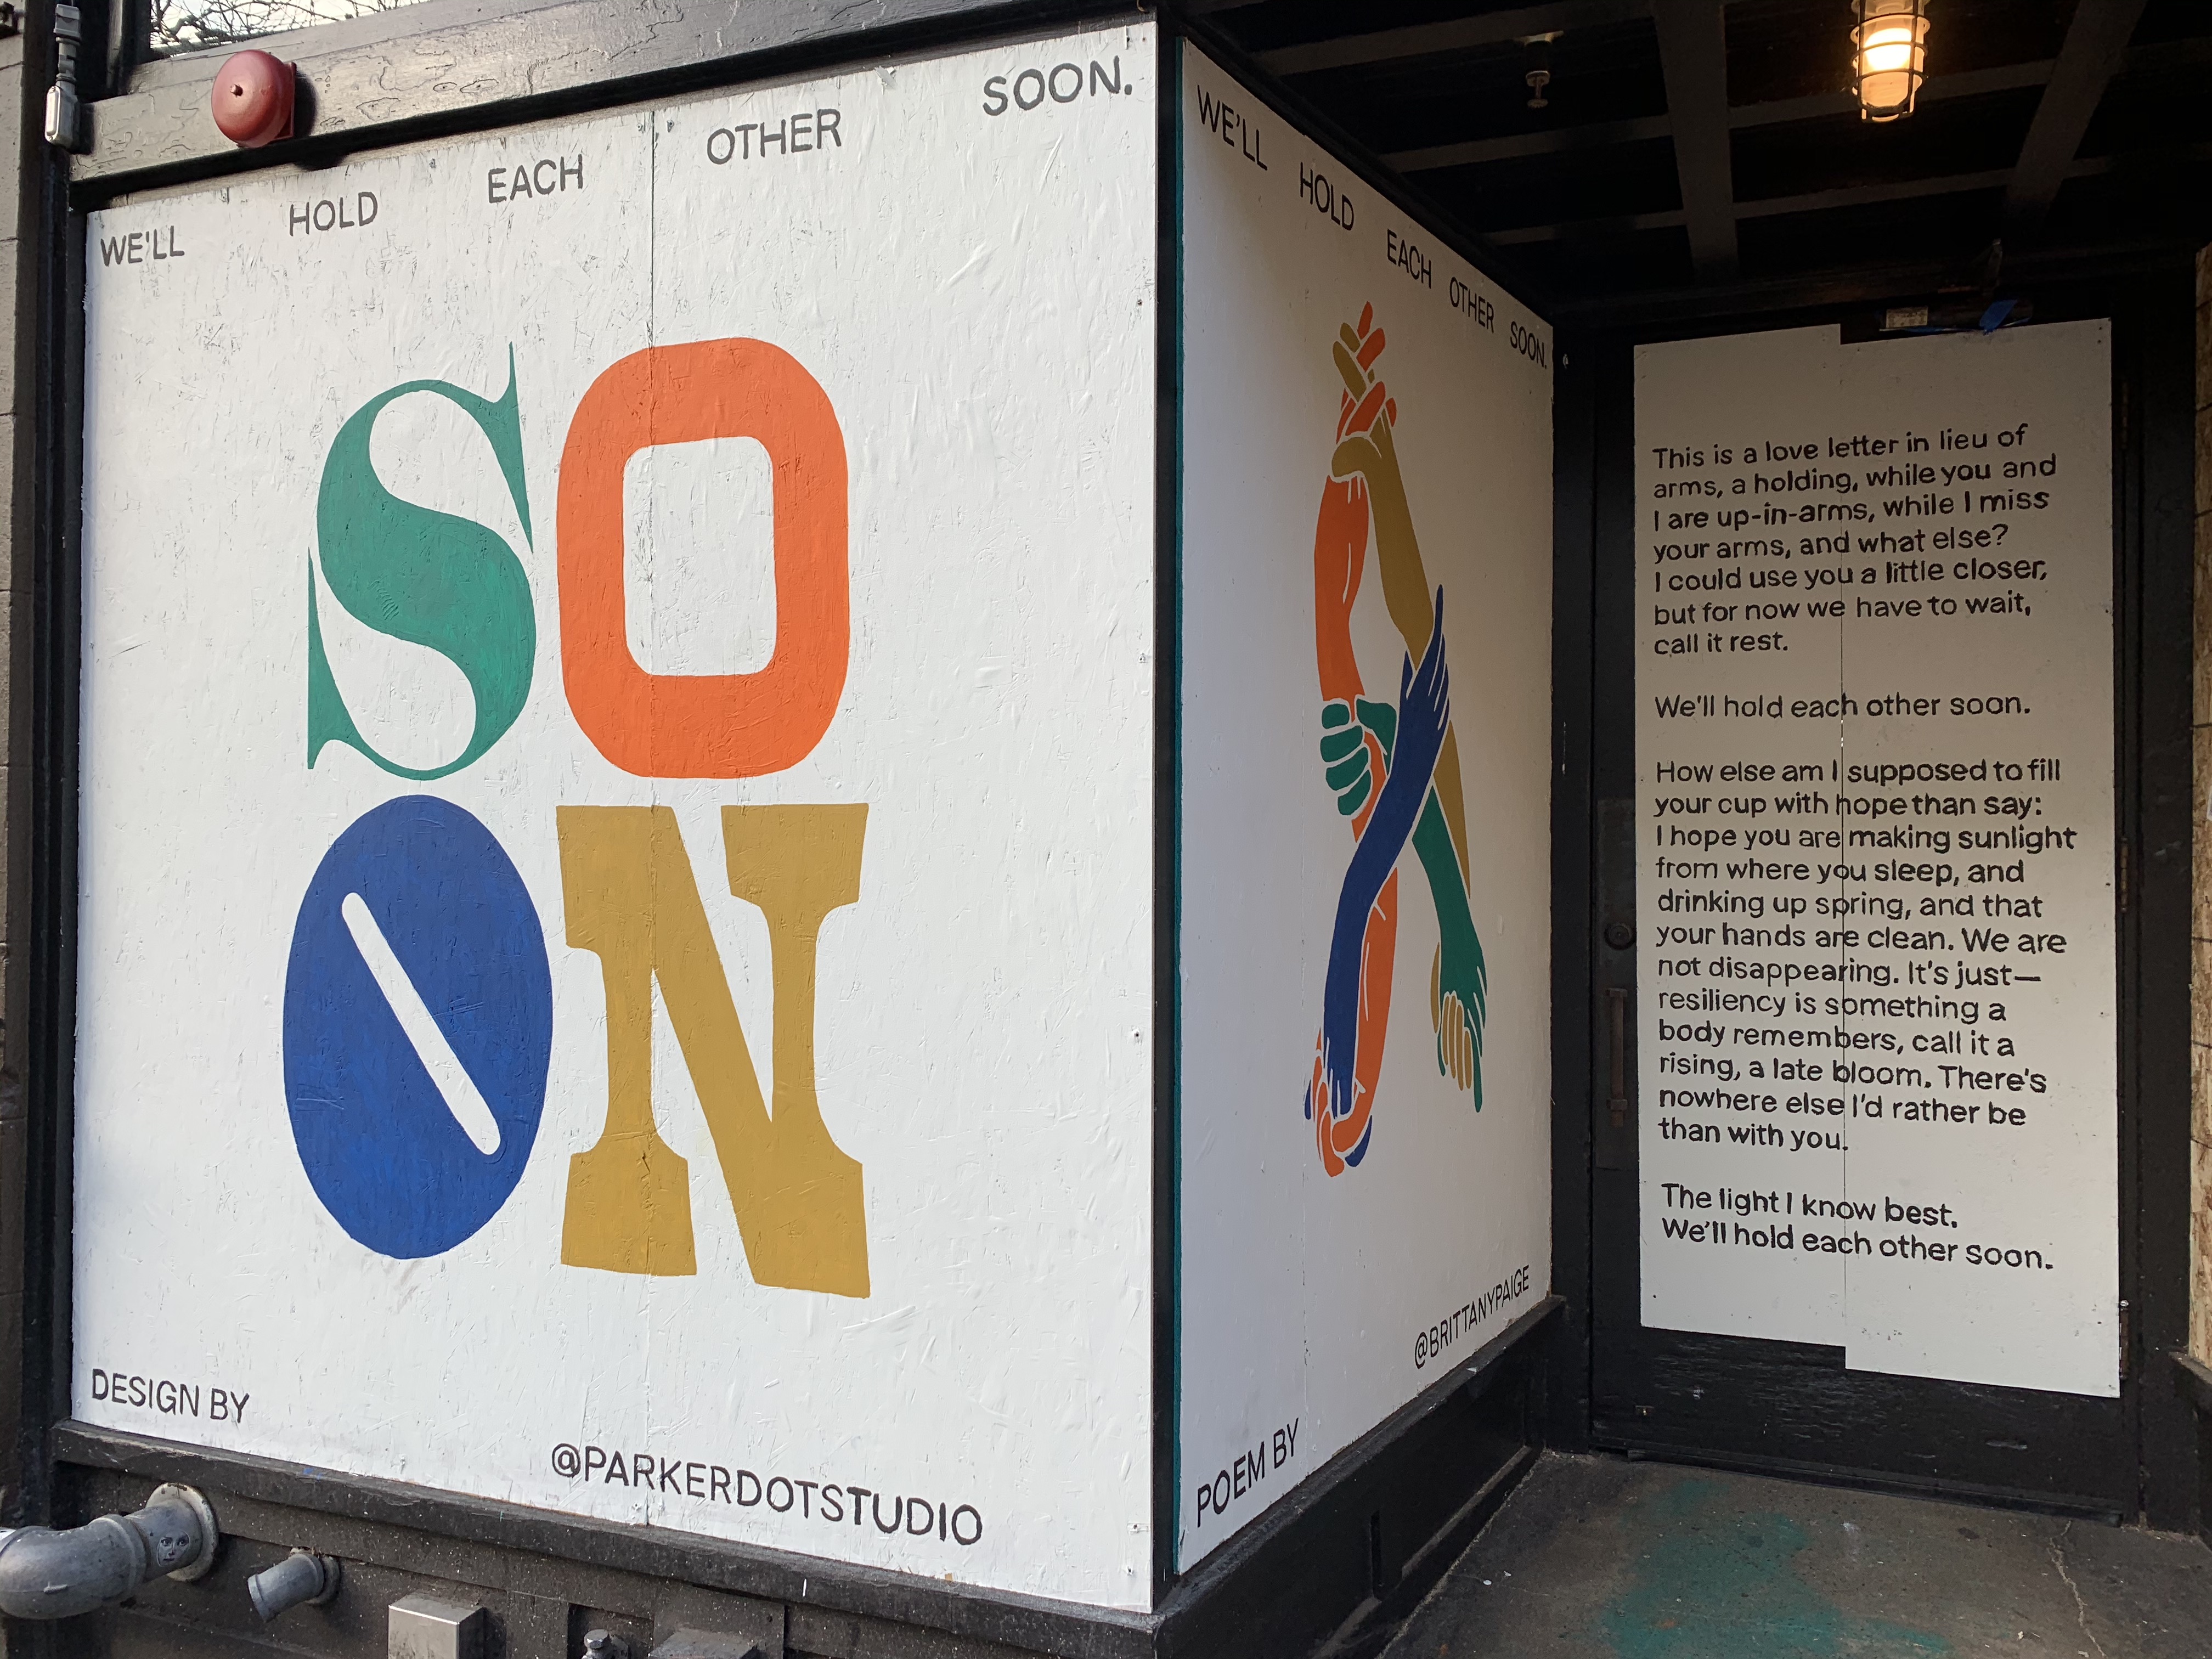 WE'LL HOLD EACH OTHER SOON.
SO
ON
DESIGN BY
@PARKERDOTSTUDIO
WE'LL HOLD EACH OTHER SOON.
POEM BY
@BRITTANYPAIGE
This is a love letter in lieu of
arms, a holding, while you and
I are up-in-arms, while I miss
your arms, and what else?
I could use you a little closer,
but for now we have to wait,
call it rest.
We'll hold each other soon.
How else am I supposed to fill
your cup with hope than say:
I hope you are making sunlight
from where you sleep, and
drinking up spring, and that
your hands are clean. We are
not disappearing. It's just—
resiliency is something a
body remembers, call it a
rising, a late bloom. There's
nowhere else I'd rather be
than with you.
The light I know best.
We'll hold each other soon.